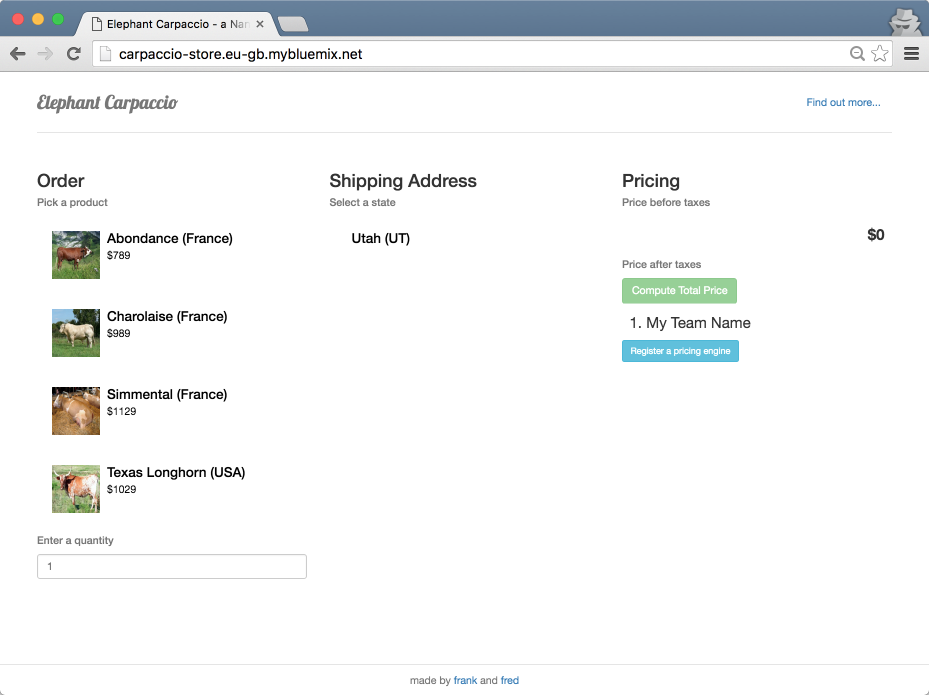 Elephant Carpaccio - a Nan
carpaccio-store.eu-gb.mybluemix.net
Elephant Carpaccio
Find out more...
Order
Pick a product
Abondance (France)
$789
Charolaise (France)
$989
Simmental (France)
$1129
Texas Longhorn (USA)
$1029
Enter a quantity
1
Shipping Address
Select a state
Utah (UT)
Pricing
Price before taxes
$0
Price after taxes
Compute Total Price
1. My Team Name
Register a pricing engine
made by frank and fred